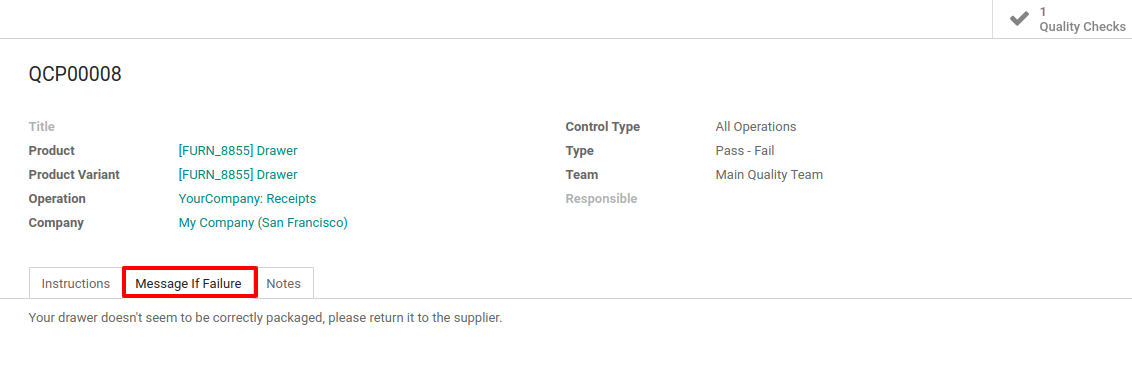 1
Quality Checks
QCP00008
Title
Product [FURN_8855] Drawer
Product Variant [FURN_8855] Drawer
Operation YourCompany: Receipts
Company My Company (San Francisco)
Control Type All Operations
Type Pass - Fail
Team Main Quality Team
Responsible
Instructions Message If Failure Notes
Your drawer doesn't seem to be correctly packaged, please return it to the supplier.